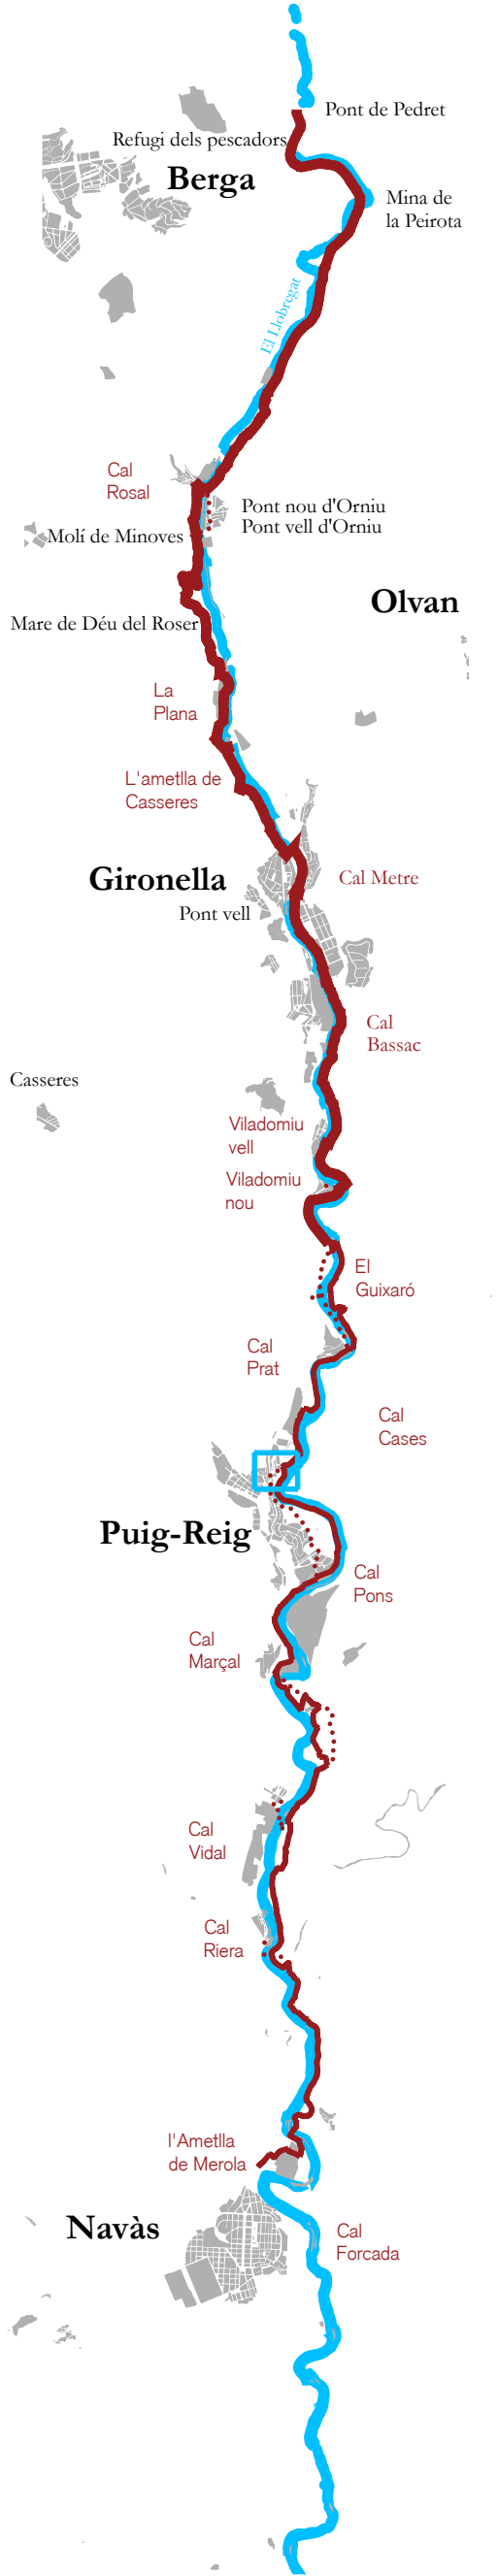 Pont de Pedret
Refugi dels pescadors
Berga
Mina de
la Peirota
El Llobregat
Cal
Rosal
Pont nou d'Orniu
Pont vell d'Orniu
Molí de Minoves
Olvan
Mare de Déu del Roser
La
Plana
L'ametlla de
Casseres
Gironella
Cal Metre
Pont vell
Cal
Bassac
Casseres
Viladomiu
vell
Viladomiu
nou
El
Guixaró
Cal
Prat
Cal
Cases
Puig-Reig
Cal
Pons
Cal
Marçal
Cal
Vidal
Cal
Riera
l'Ametlla
de Merola
Navàs
Cal
Forcada